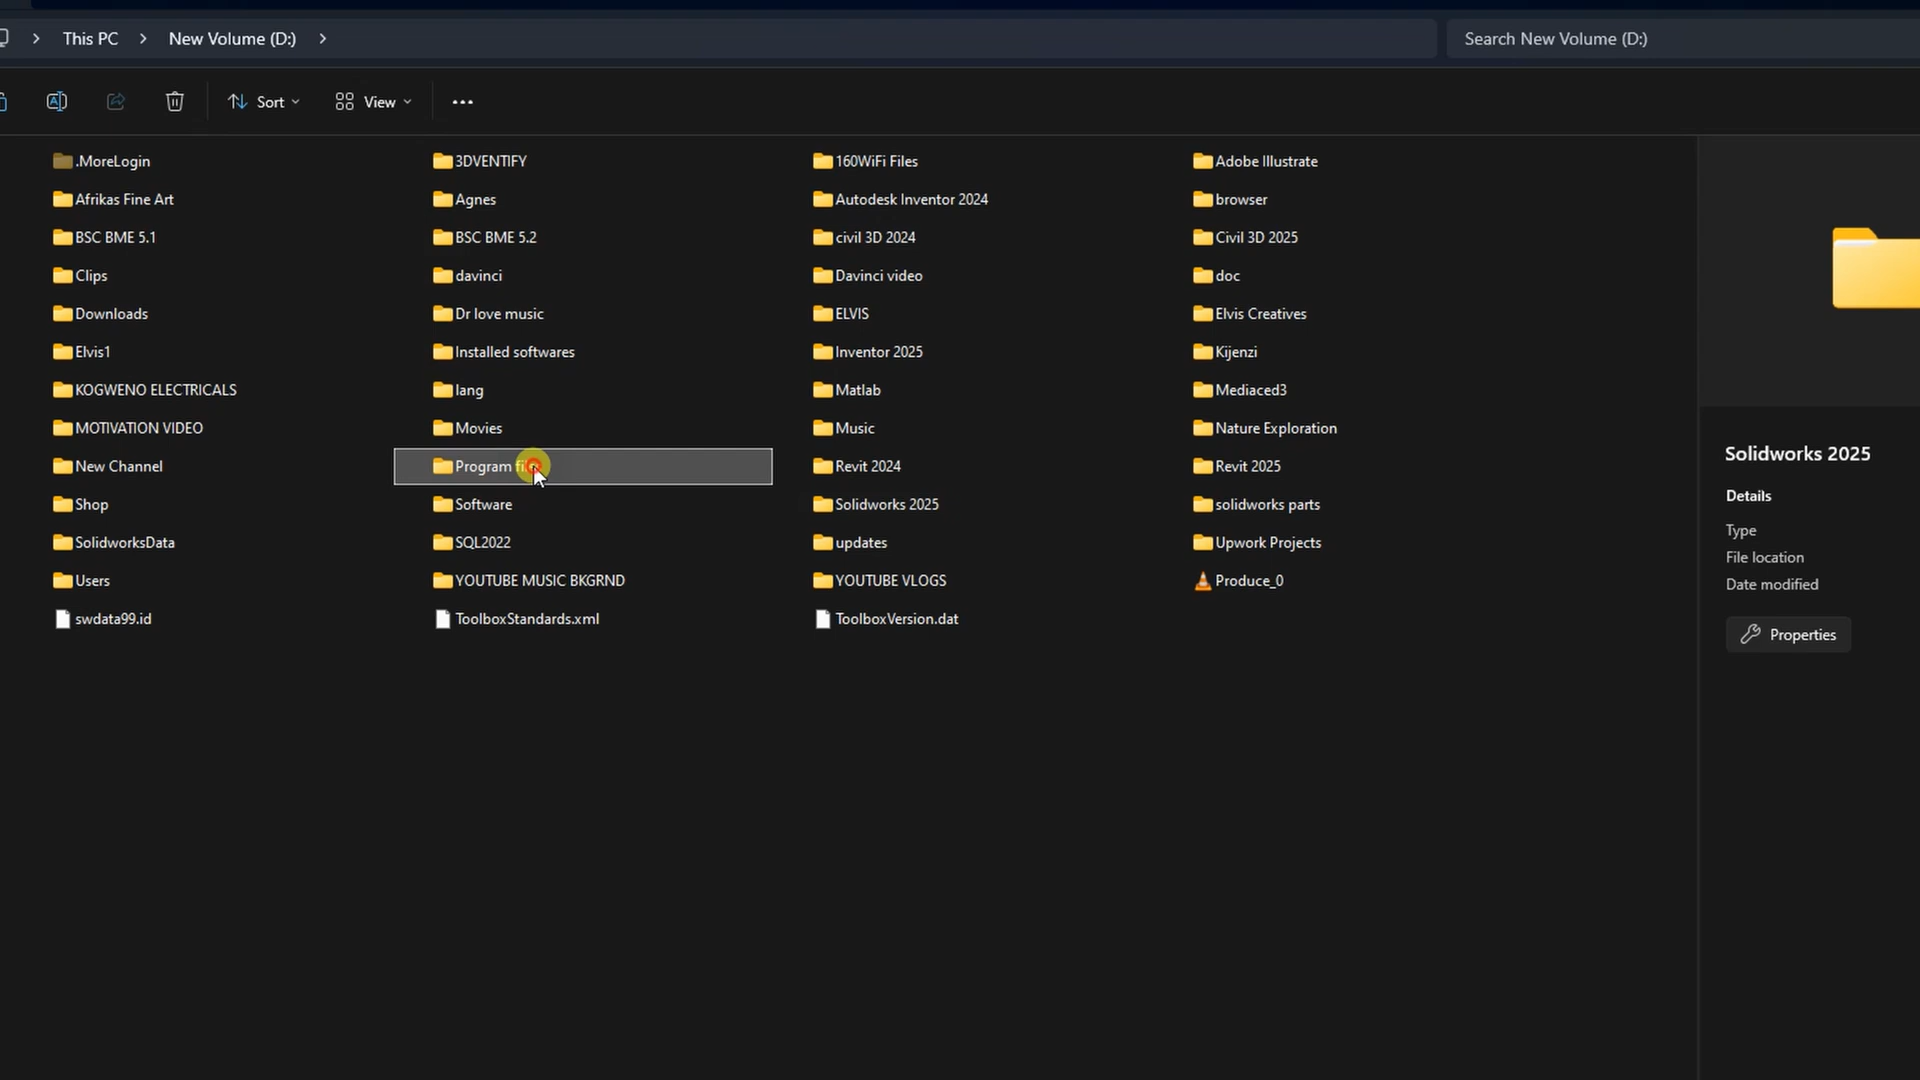 This PC > New Volume (D:) >
Search New Volume (D:)
Sort
View
.MoreLogin
3DVENTIFY
160WiFi Files
Adobe Illustrate
Afrikas Fine Art
Agnes
Autodesk Inventor 2024
browser
BSC BME 5.1
BSC BME 5.2
civil 3D 2024
Civil 3D 2025
Clips
davinci
Davinci video
doc
Downloads
Dr love music
ELVIS
Elvis Creatives
Elvis1
Installed softwares
Inventor 2025
Kijenzi
KOGWENO ELECTRICALS
lang
Matlab
Mediaced3
MOTIVATION VIDEO
Movies
Music
Nature Exploration
New Channel
Program
Revit 2024
Revit 2025
Shop
Software
Solidworks 2025
solidworks parts
SolidworksData
SQL2022
updates
Upwork Projects
Users
YOUTUBE MUSIC BKGRND
YOUTUBE VLOGS
Produce_0
swdata99.id
ToolboxStandards.xml
ToolboxVersion.dat
Solidworks 2025
Details
Type
File location
Date modified
Properties